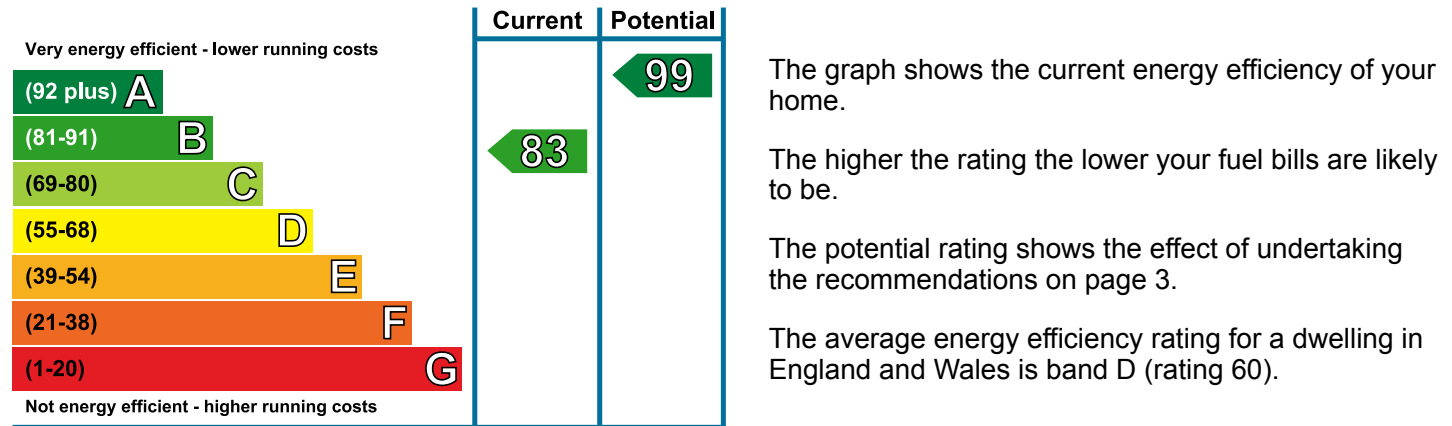 Current Potential
Very energy efficient - lower running costs
(92 plus) A
99
(81-91) B
83
(69-80) C
(55-68) D
(39-54) E
(21-38) F
(1-20) G
Not energy efficient - higher running costs
The graph shows the current energy efficiency of your
home.
The higher the rating the lower your fuel bills are likely
to be.
The potential rating shows the effect of undertaking
the recommendations on page 3.
The average energy efficiency rating for a dwelling in
England and Wales is band D (rating 60).